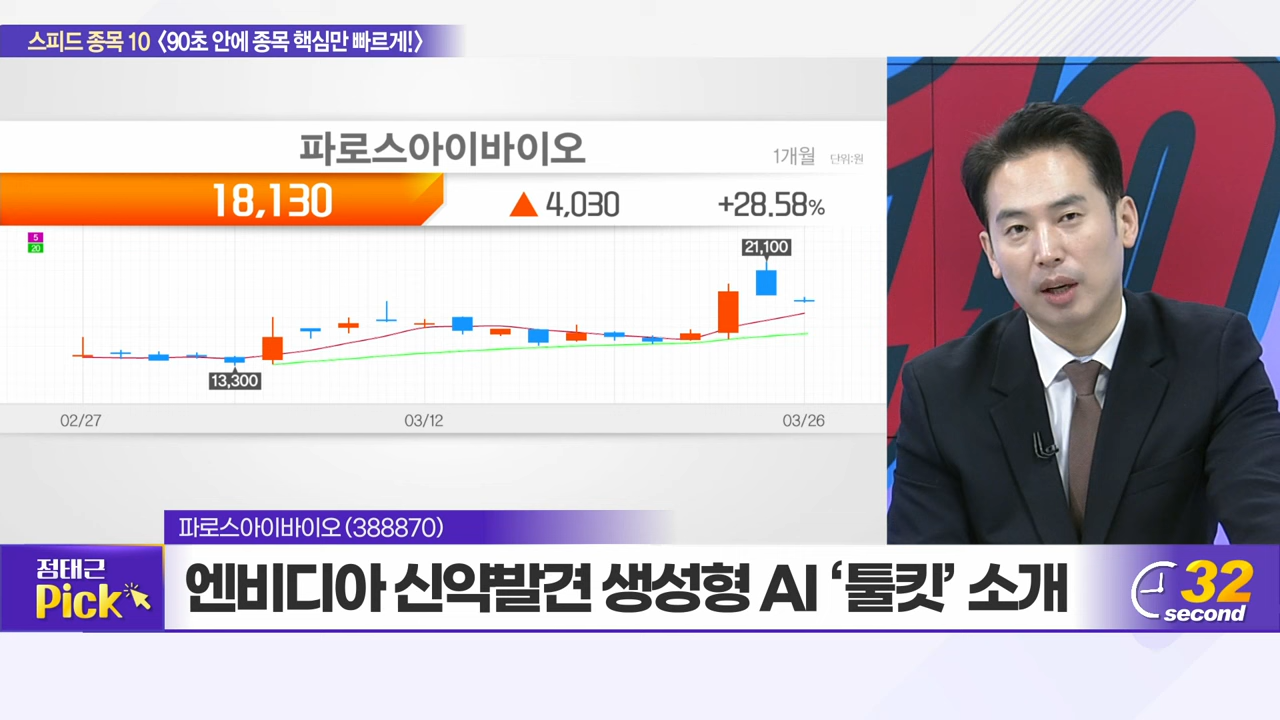 스피드 종목 10 〈90초 안에 종목 핵심만 빠르게!〉
파로스아이바이오
1개월 단위:원
18,130 ▲ 4,030 +28.58%
5
20
21,100
13,300
02/27 03/12 03/26
파로스아이바이오 (388870)
정태근
Pick
엔비디아 신약발견 생성형 AI ‘툴킷’ 소개
32
second